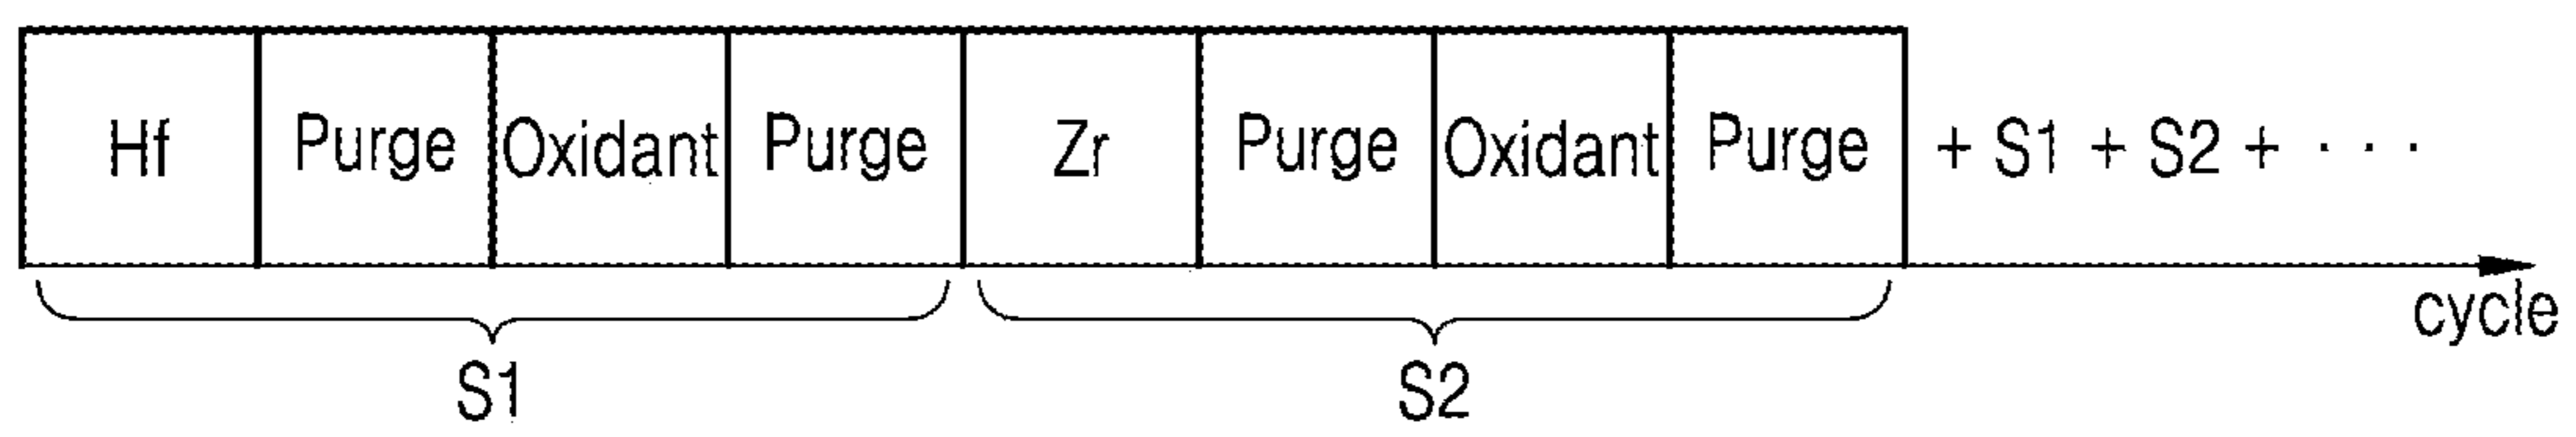 Hf Purge Oxidant Purge Zr Purge Oxidant Purge + S1 + S2 + · · ·
cycle
S1 S2